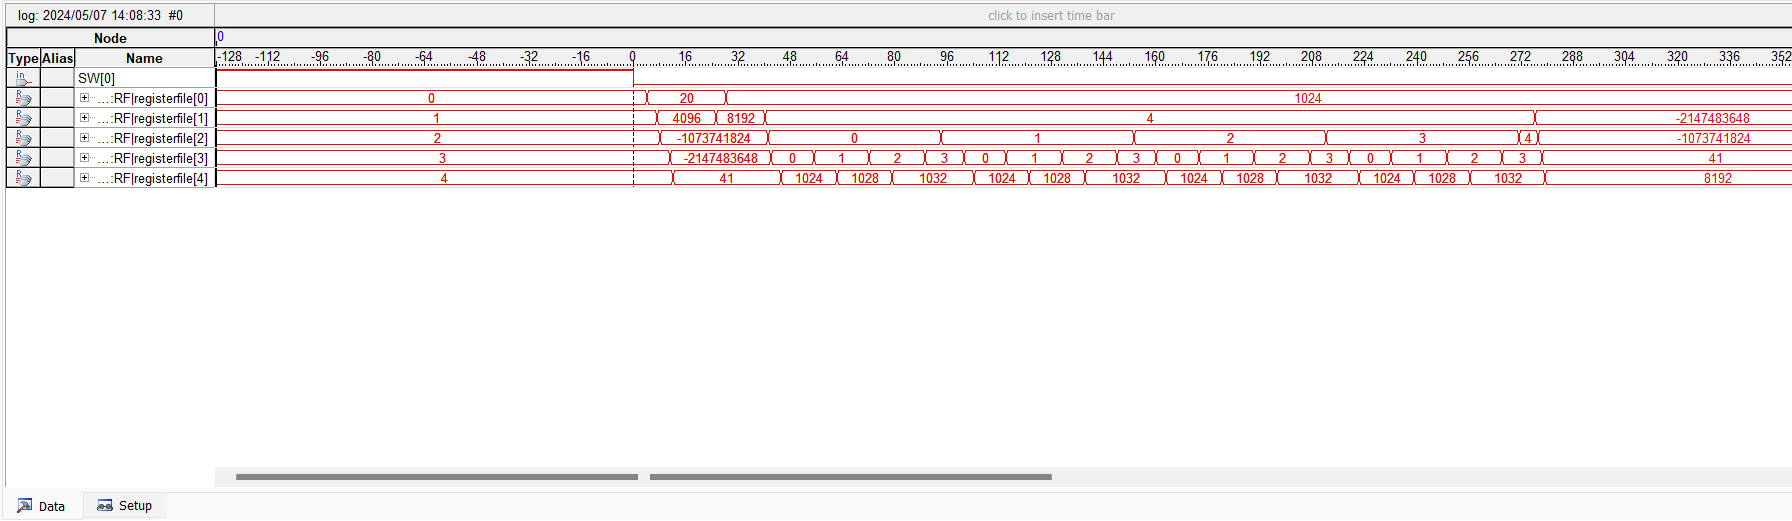 log: 2024/05/07 14:08:33 #0 click to insert time bar
Node 0
Type Alias Name -128 -112 -96 -80 -64 -48 -32 -16 0 16 32 48 64 80 96 112 128 144 160 176 192 208 224 240 256 272 288 304 320 336 352
in SW[0]
R ...:RF|registerfile[0] 0 20 1024
R ...:RF|registerfile[1] 1 4096 8192 4 -2147483648
R ...:RF|registerfile[2] 2 -1073741824 0 1 2 3 4 -1073741824
R ...:RF|registerfile[3] 3 -2147483648 0 1 2 3 0 1 2 3 0 1 2 3 0 1 2 3 41
R ...:RF|registerfile[4] 4 41 1024 1028 1032 1024 1028 1032 1024 1028 1032 1024 1028 1032 8192
Data Setup